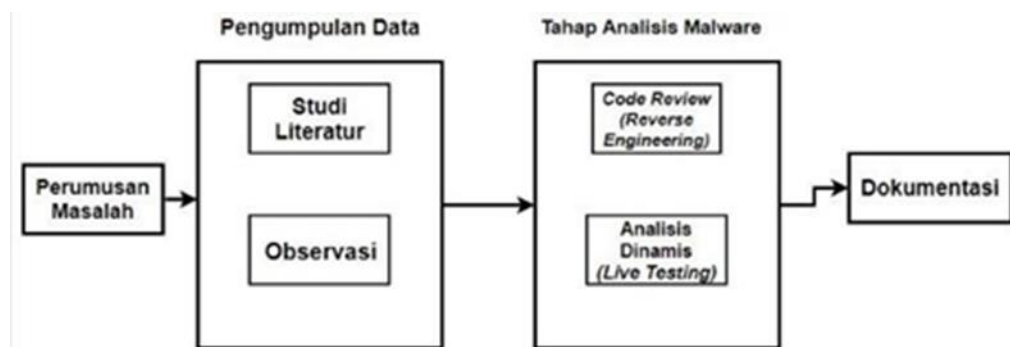 Pengumpulan Data
Tahap Analisis Malware
Perumusan
Masalah
Studi
Literatur
Observasi
Code Review
(Reverse
Engineering)
Analisis
Dinamis
(Live Testing)
Dokumentasi